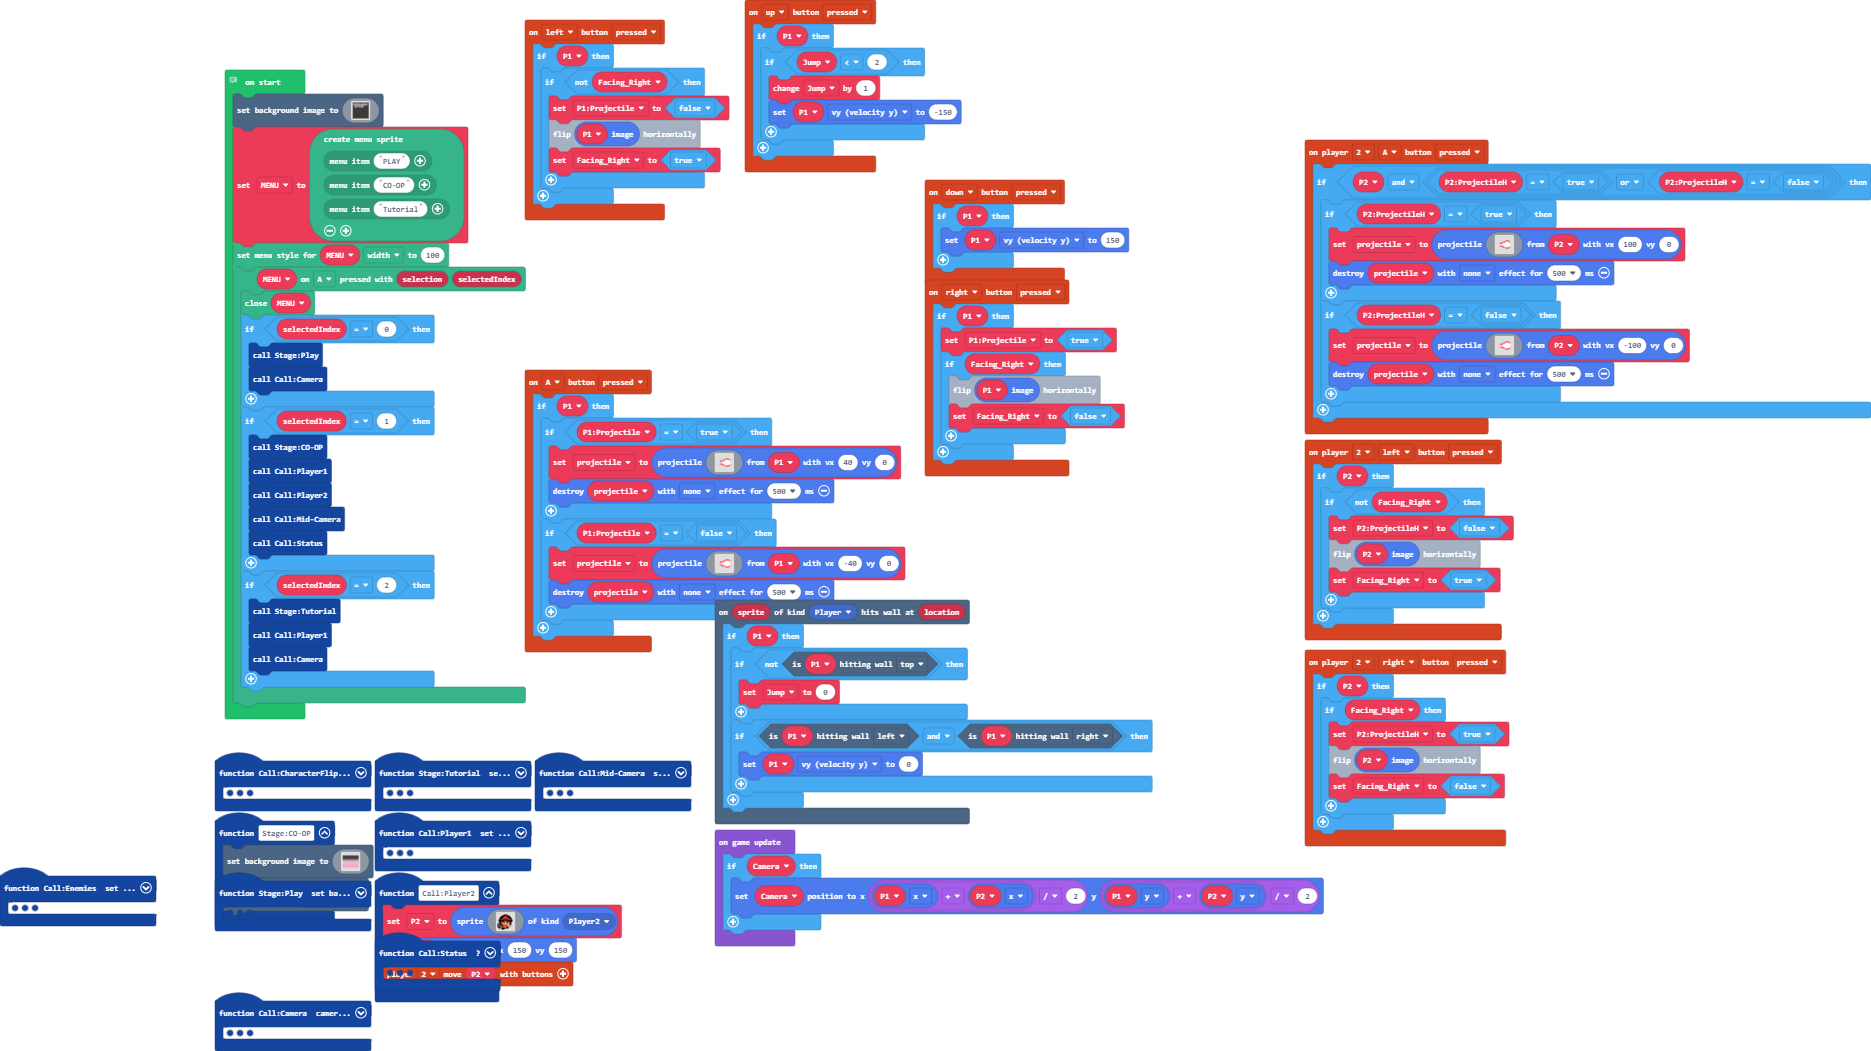 on start
set background image to
set MENU to
create menu sprite
menu item "PLAY"
menu item "CO-OP"
menu item "Tutorial"
set menu style for MENU width to 100
MENU on A pressed with selection selectedIndex
close MENU
if selectedIndex = 0 then
call Stage:Play
call Call:Camera
if selectedIndex = 1 then
call Stage:CO-OP
call Call:Player1
call Call:Player2
call Call:Mid-Camera
call Call:Status
if selectedIndex = 2 then
call Stage:Tutorial
call Call:Player1
call Call:Camera
on left button pressed
if P1 then
if not Facing_Right then
set P1:Projectile to false
flip P1 image horizontally
set Facing_Right to true
on up button pressed
if P1 then
if Jump < 2 then
change Jump by 1
set P1 vy (velocity y) to -150
on down button pressed
if P1 then
set P1 vy (velocity y) to 150
on right button pressed
if P1 then
set P1:Projectile to true
if Facing_Right then
flip P1 image horizontally
set Facing_Right to false
on A button pressed
if P1 then
if P1:Projectile = true then
set projectile to projectile from P1 with vx 40 vy 0
destroy projectile with none effect for 500 ms
if P1:Projectile = false then
set projectile to projectile from P1 with vx -40 vy 0
destroy projectile with none effect for 500 ms
on sprite of kind Player hits wall at location
if P1 then
if not is P1 hitting wall top then
set Jump to 0
if is P1 hitting wall left and is P1 hitting wall right then
set P1 vy (velocity y) to 0
on game update
if Camera then
set Camera position to x P1 x + P2 x / 2 y P1 y + P2 y / 2
on player 2 A button pressed
if P2 and P2:ProjectileH = true or P2:ProjectileH = false then
if P2:ProjectileH = true then
set projectile to projectile from P2 with vx 100 vy 0
destroy projectile with none effect for 500 ms
if P2:ProjectileH = false then
set projectile to projectile from P2 with vx -100 vy 0
destroy projectile with none effect for 500 ms
on player 2 left button pressed
if P2 then
if not Facing_Right then
set P2:ProjectileH to false
flip P2 image horizontally
set Facing_Right to true
on player 2 right button pressed
if P2 then
if Facing_Right then
set P2:ProjectileH to true
flip P2 image horizontally
set Facing_Right to false
function Call:CharacterFlip...
function Stage:Tutorial se...
function Call:Mid-Camera s...
function Stage:CO-OP
set background image to
function Call:Player1 set ...
function Call:Enemies set ...
function Stage:Play set ba...
function Call:Player2
set P2 to sprite of kind Player2
150 vy 150
function Call:Status ?
2 move P2 with buttons
function Call:Camera camer...